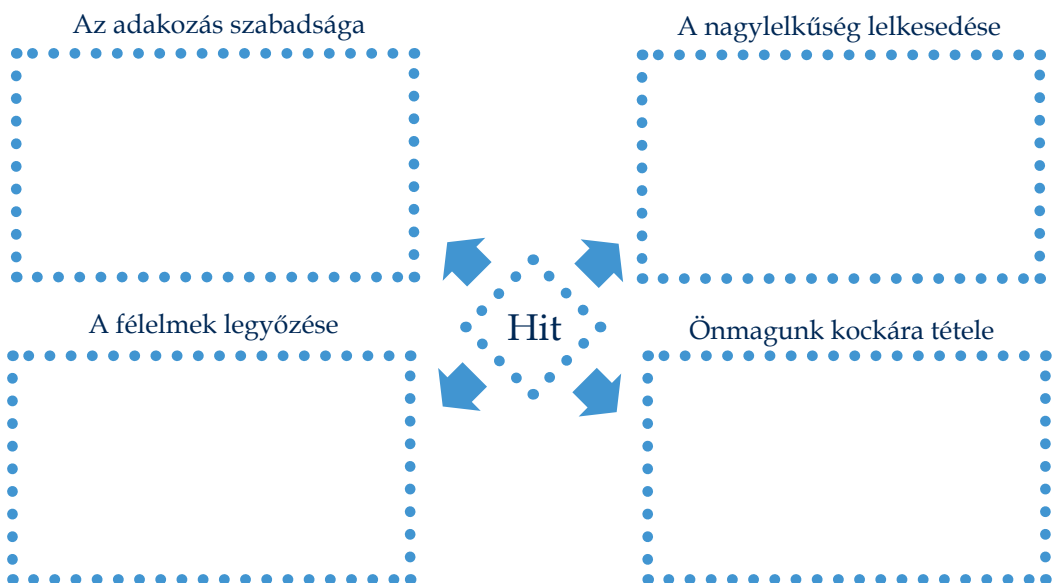 Az adakozás szabadsága
A nagylelkűség lelkesedése
Hit
A félelmek legyőzése
Önmagunk kockára tétele